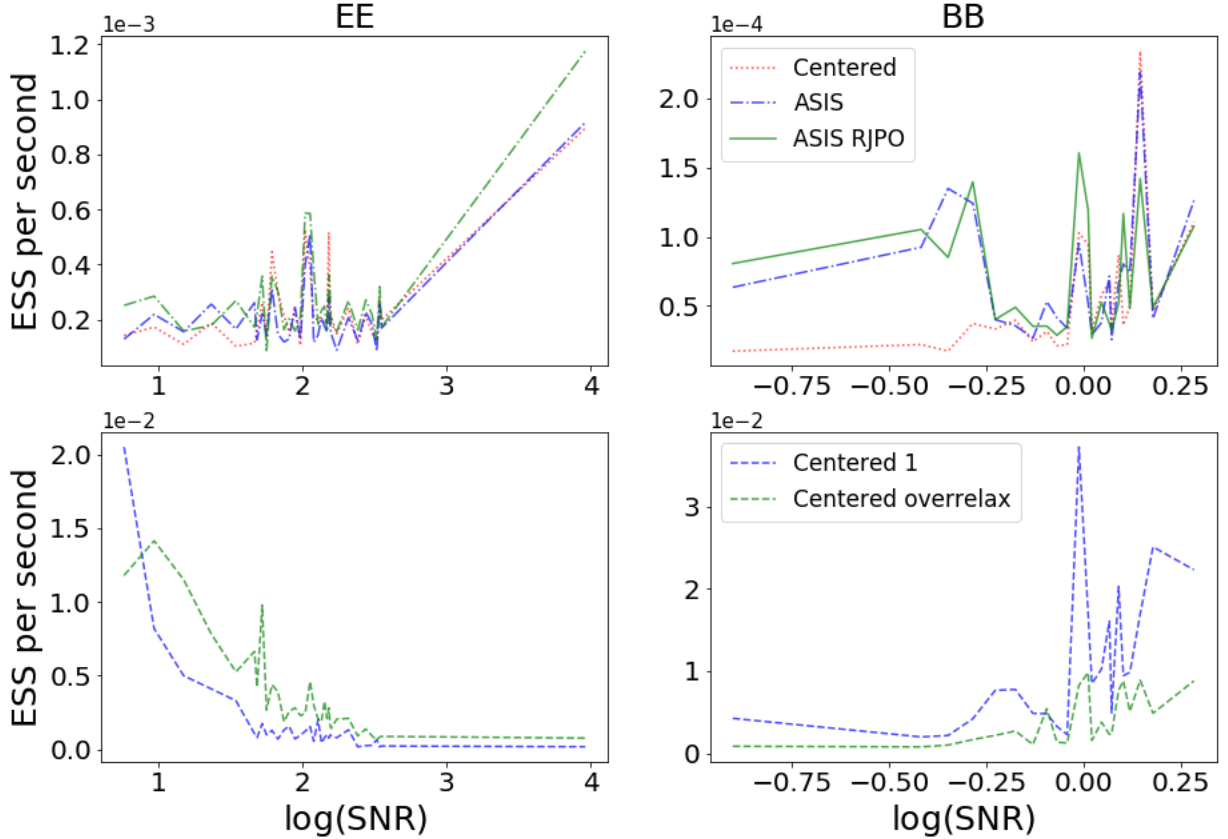 EE
BB
1e-3
1e-4
1.2
1.0
0.8
0.6
0.4
0.2
ESS per second
1
2
3
4
2.0
1.5
1.0
0.5
Centered
ASIS
ASIS RJPO
−0.75
−0.50
−0.25
0.00
0.25
1e-2
1e-2
2.0
1.5
1.0
0.5
0.0
ESS per second
1
2
3
4
log(SNR)
3
2
1
0
Centered 1
Centered overrelax
−0.75
−0.50
−0.25
0.00
0.25
log(SNR)